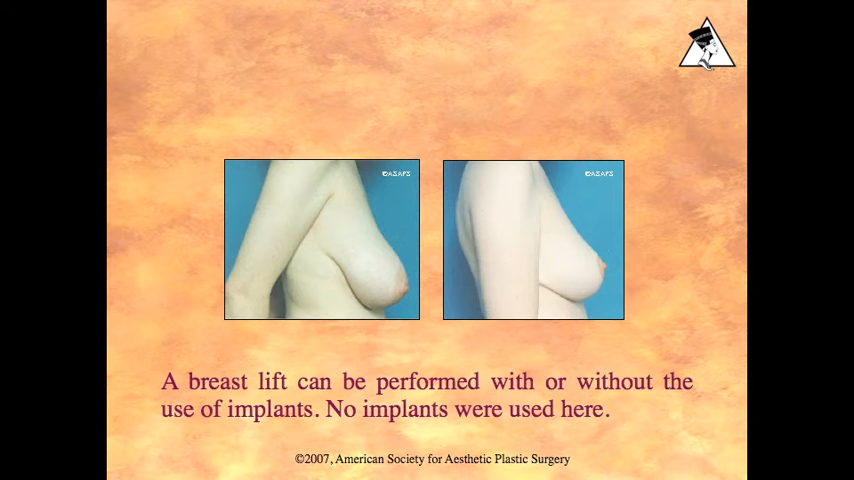 ©ASAPS ©ASAPS
A breast lift can be performed with or without the
use of implants. No implants were used here.
©2007, American Society for Aesthetic Plastic Surgery